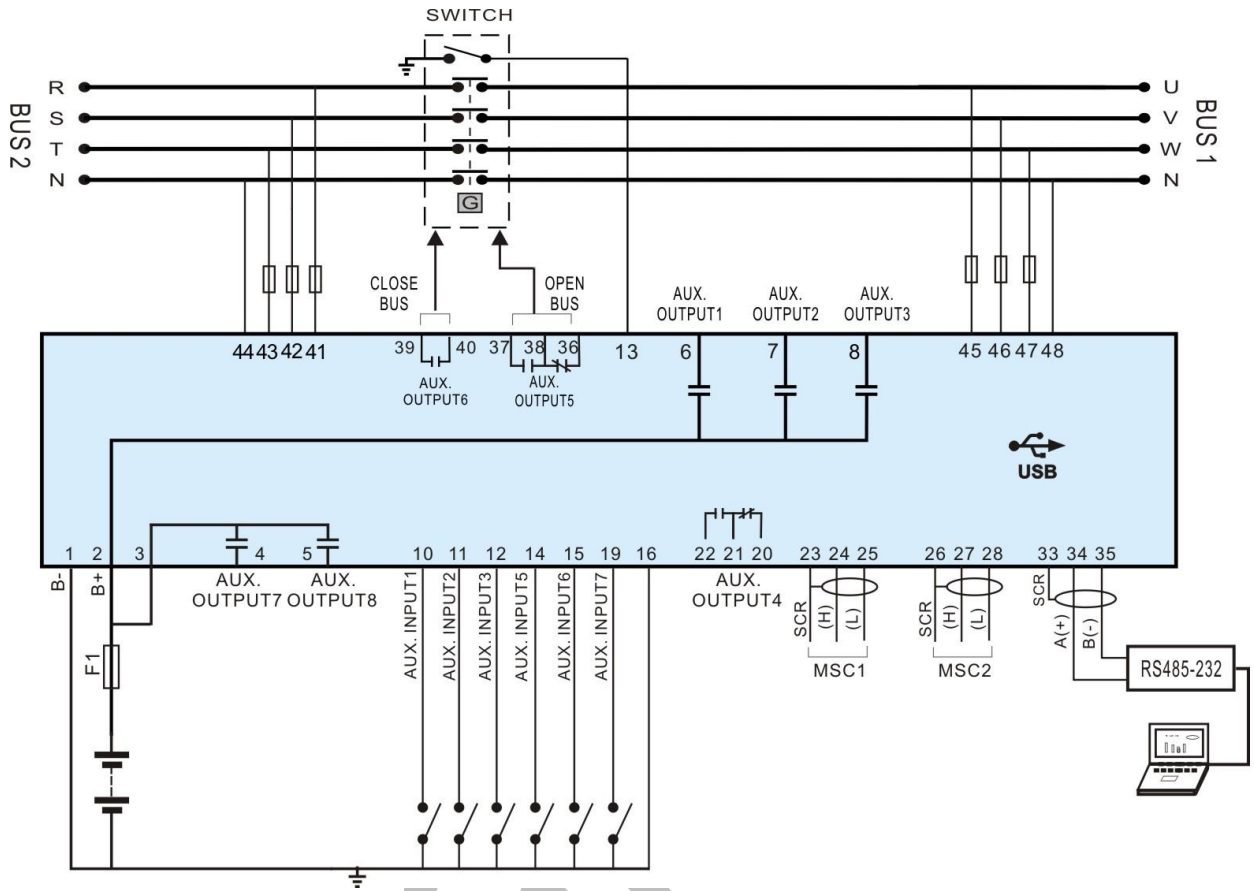 SWITCH
R
S
T
N
BUS 2
U
V
W
N
BUS 1
G
CLOSE
BUS
OPEN
BUS
AUX.
OUTPUT1
AUX.
OUTPUT2
AUX.
OUTPUT3
44 43 42 41
39 40
37 38 36
13
6
7
8
45 46 47 48
AUX.
OUTPUT6
AUX.
OUTPUT5
USB
1 2 3 4 5
10 11 12 14 15 19 16
22 21 20
23 24 25
26 27 28
33 34 35
B-
B+
AUX.
OUTPUT7
AUX.
OUTPUT8
AUX. INPUT1
AUX. INPUT2
AUX. INPUT3
AUX. INPUT5
AUX. INPUT6
AUX. INPUT7
AUX.
OUTPUT4
SCR
(H)
(L)
MSC1
SCR
(H)
(L)
MSC2
SCR
A(+)
B(-)
RS485-232
F1